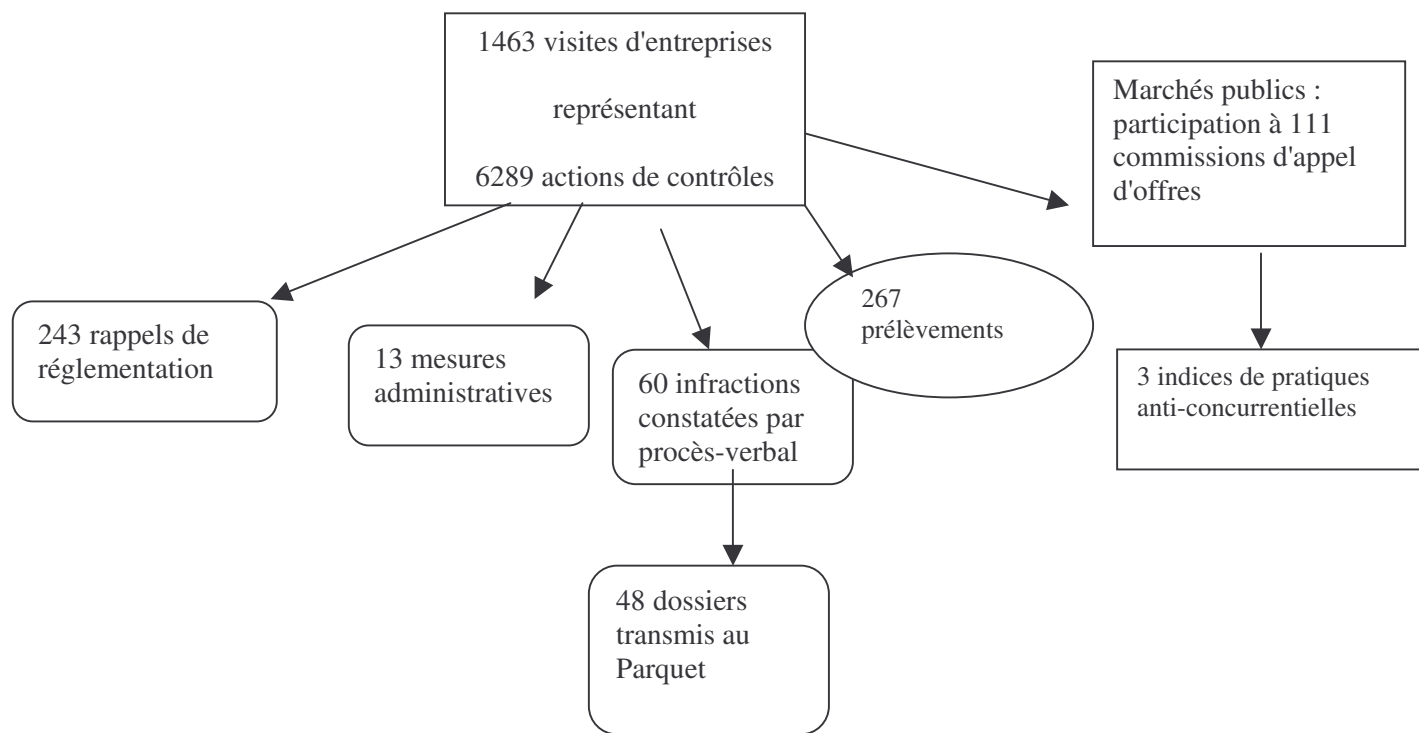 1463 visites d'entreprises
représentant
6289 actions de contrôles
Marchés publics :
participation à 111
commissions d'appel
d'offres
243 rappels de
réglementation
13 mesures
administratives
60 infractions
constatées par
procès-verbal
267
prélèvements
3 indices de pratiques
anti-concurrentielles
48 dossiers
transmis au
Parquet